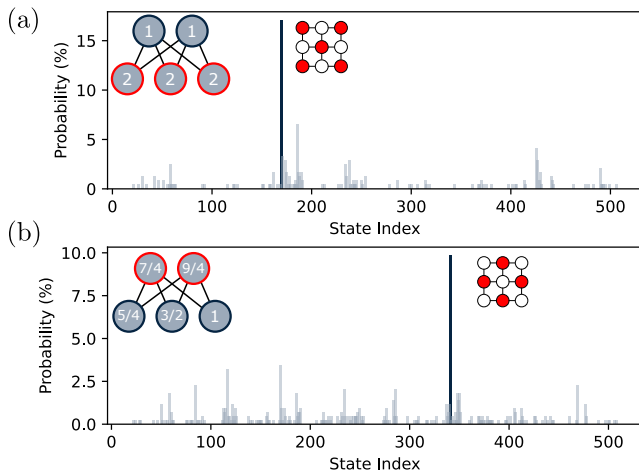 (a)
1 1
2 2 2
Probability (%)
15
10
5
0
0 100 200 300 400 500
State Index
(b)
7/4 9/4
5/4 3/2 1
Probability (%)
10.0
7.5
5.0
2.5
0.0
0 100 200 300 400 500
State Index